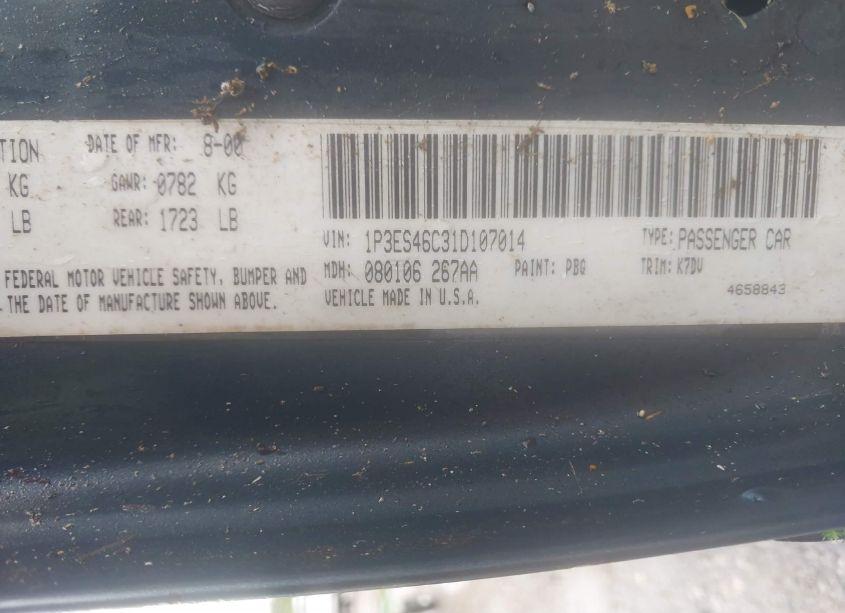 TION DATE OF MFR: 8-00
KG GAWR: 0782 KG
LB REAR: 1723 LB
FEDERAL MOTOR VEHICLE SAFETY, BUMPER AND
THE DATE OF MANUFACTURE SHOWN ABOVE.
VIN: 1P3ES46C31D107014 TYPE: PASSENGER CAR
MDH: 080106 267AA PAINT: PBQ TRIM: K7DV
VEHICLE MADE IN U.S.A. 4658843